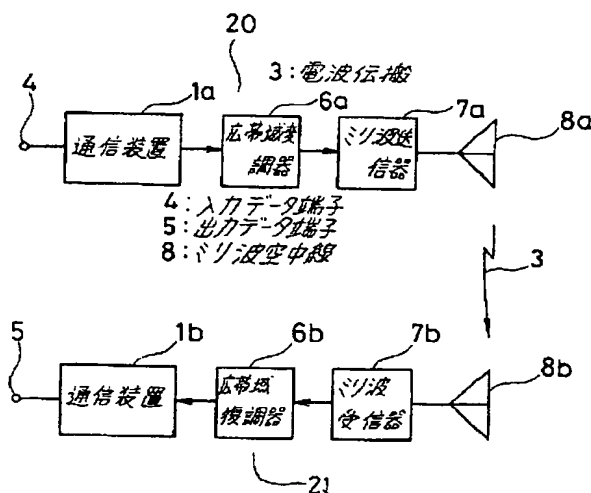 20
3:電波伝搬
4
1a
6a
7a
8a
通信装置
広帯域変
調器
ミリ波送
信器
4:入力データ端子
5:出力データ端子
8:ミリ波空中線
3
5
1b
6b
7b
8b
通信装置
広帯域
復調器
ミリ波
受信器
21